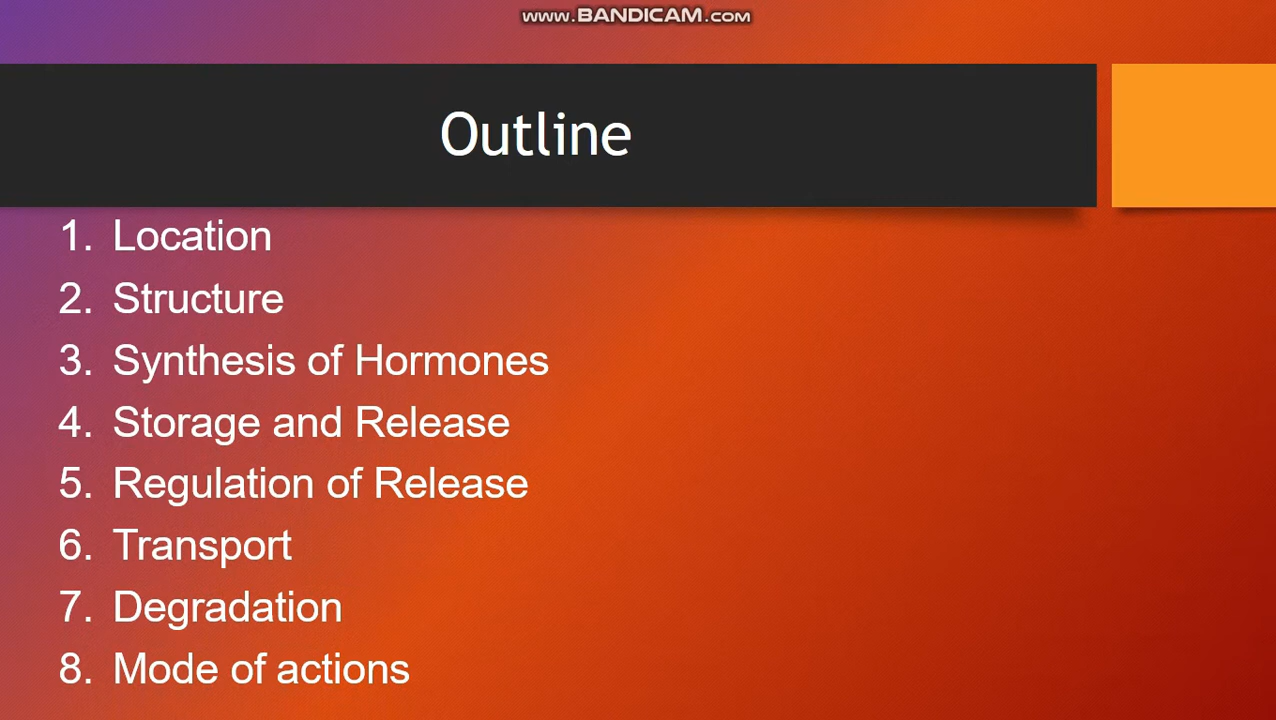 www.BANDICAM.com
Outline
1. Location
2. Structure
3. Synthesis of Hormones
4. Storage and Release
5. Regulation of Release
6. Transport
7. Degradation
8. Mode of actions